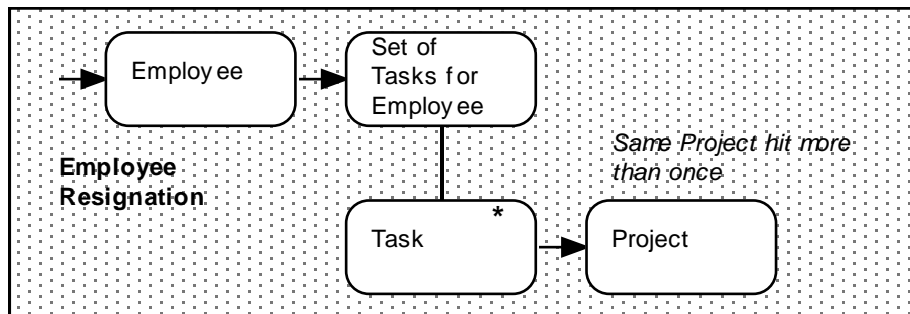 Employee
Set of
Tasks for
Employee
Employee
Resignation
Same Project hit more
than once
*
Task
Project